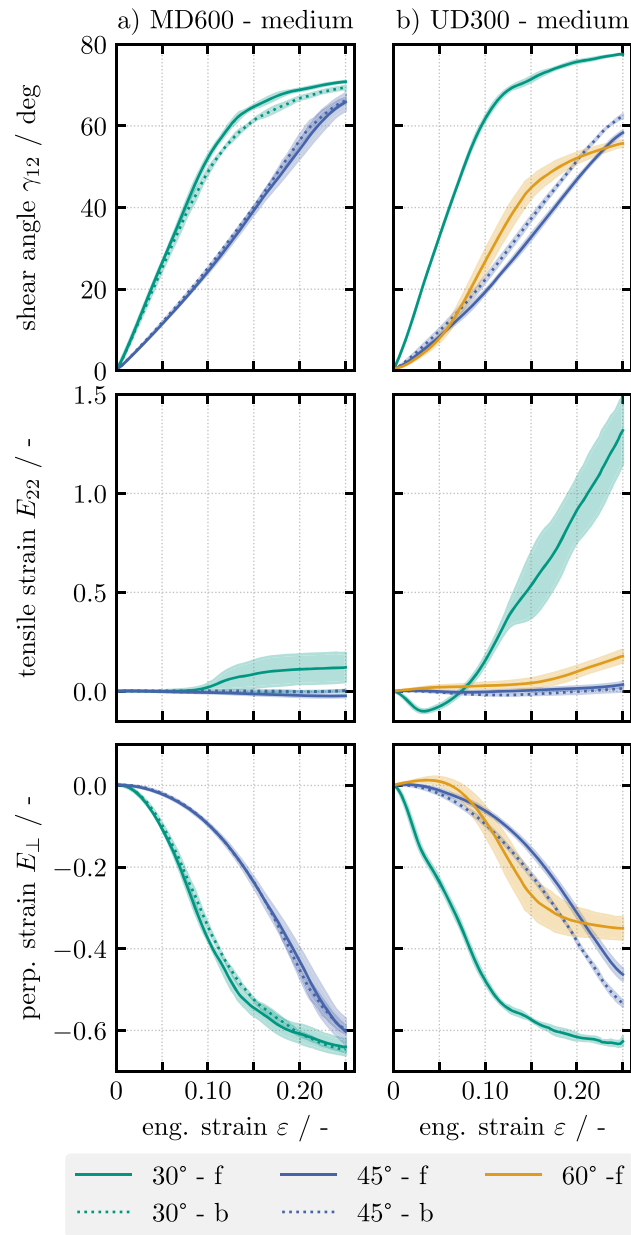 a) MD600 - medium
b) UD300 - medium
shear angle γ₁₂ / deg
80
60
40
20
0
tensile strain E₂₂ / -
1.5
1.0
0.5
0.0
perp. strain E⊥ / -
0.0
−0.2
−0.4
−0.6
0 0.10 0.20
0 0.10 0.20
eng. strain ε / -
eng. strain ε / -
30° - f
45° - f
60° -f
30° - b
45° - b